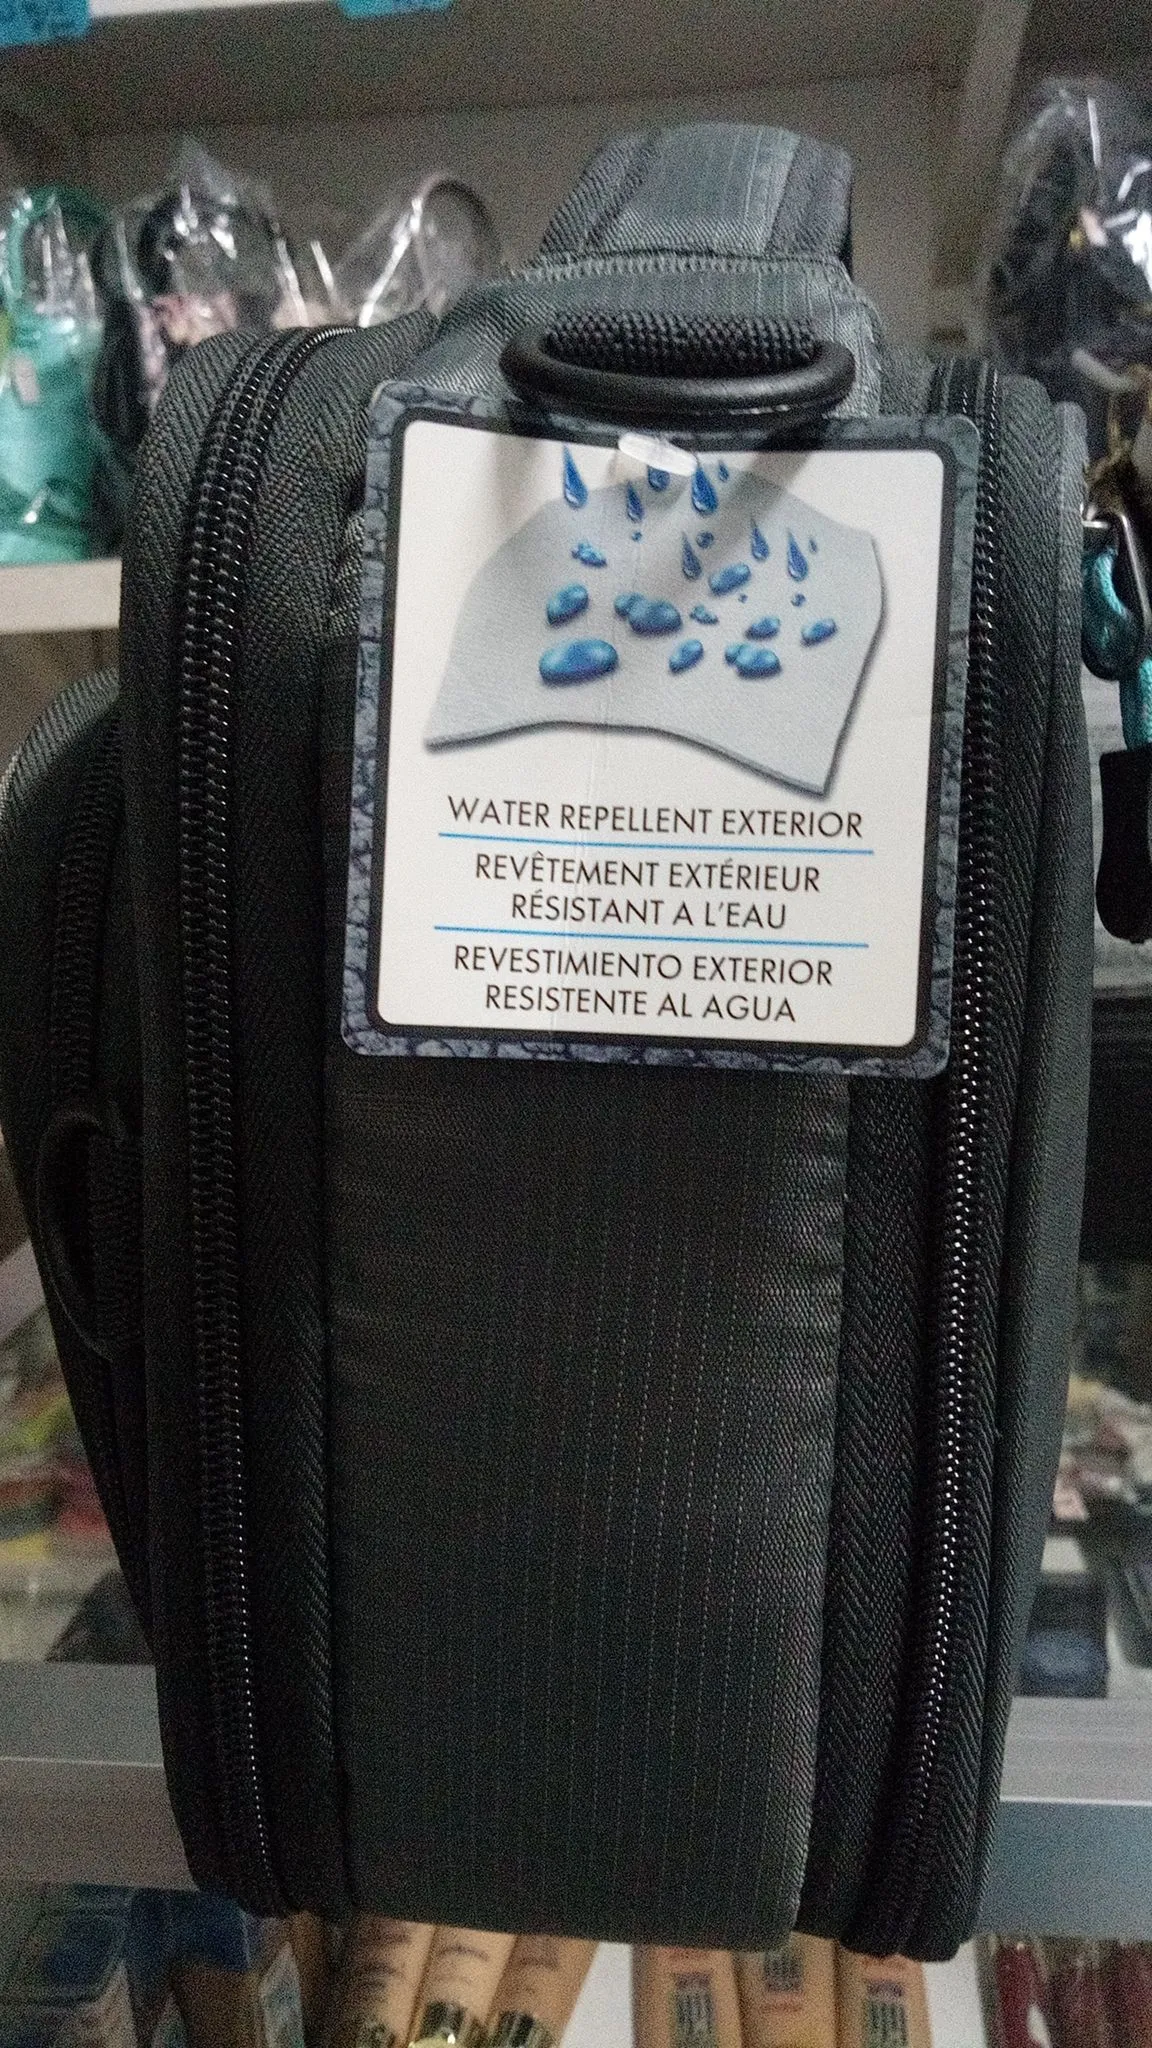 WATER REPELLENT EXTERIOR
REVÊTEMENT EXTÉRIEUR
RÉSISTANT A L'EAU
REVESTIMIENTO EXTERIOR
RESISTENTE AL AGUA